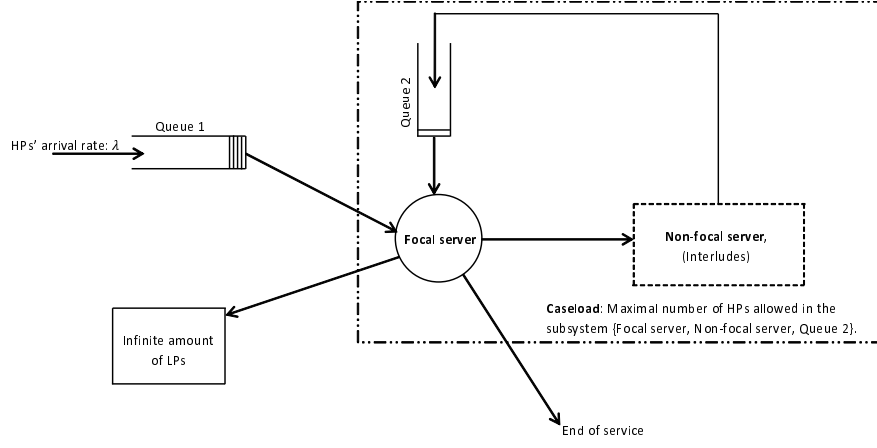 Queue 1
HPs' arrival rate: λ
Queue 2
Focal server
Non-focal server,
(Interludes)
Caseload: Maximal number of HPs allowed in the
subsystem {Focal server, Non-focal server, Queue 2}.
Infinite amount
of LPs
End of service